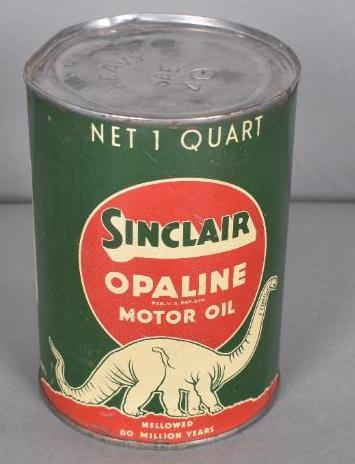 HEAVY
SAE
40
NET 1 QUART
SINCLAIR
OPALINE
REG. U.S. PAT. OFF.
MOTOR OIL
MELLOWED
80 MILLION YEARS